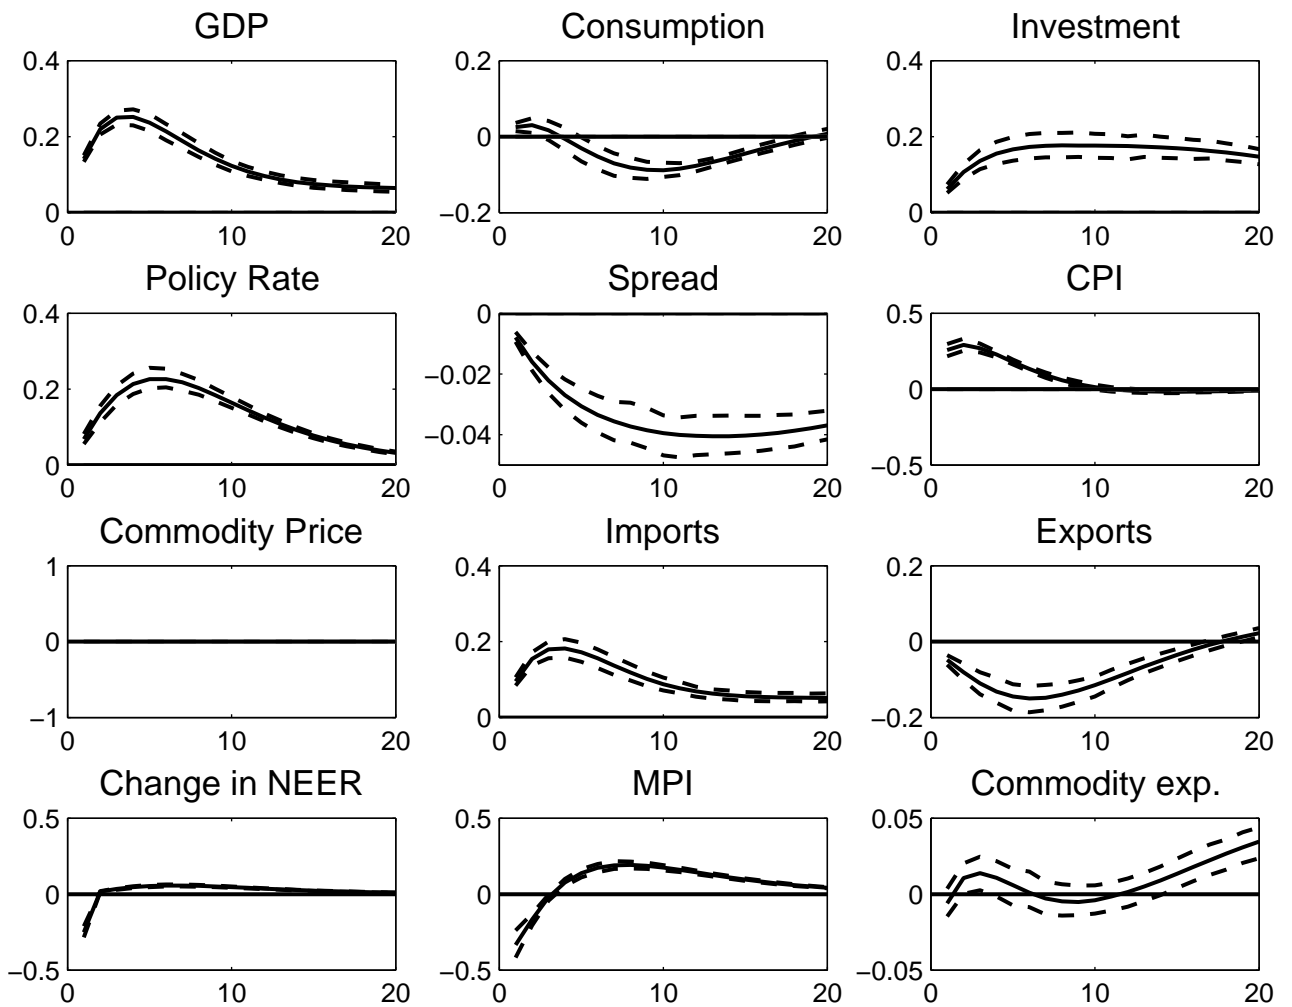 GDP Consumption Investment
0.4 0.2 0.4
0.2 0 0.2
0 −0.2 0
0 10 20 0 10 20 0 10 20
Policy Rate Spread CPI
0.4 0 0.5
0.2 −0.02 0
0 −0.04 −0.5
0 10 20 0 10 20 0 10 20
Commodity Price Imports Exports
1 0.4 0.2
0 0.2 0
−1 0 −0.2
0 10 20 0 10 20 0 10 20
Change in NEER MPI Commodity exp.
0.5 0.5 0.05
0 0 0
−0.5 −0.5 −0.05
0 10 20 0 10 20 0 10 20